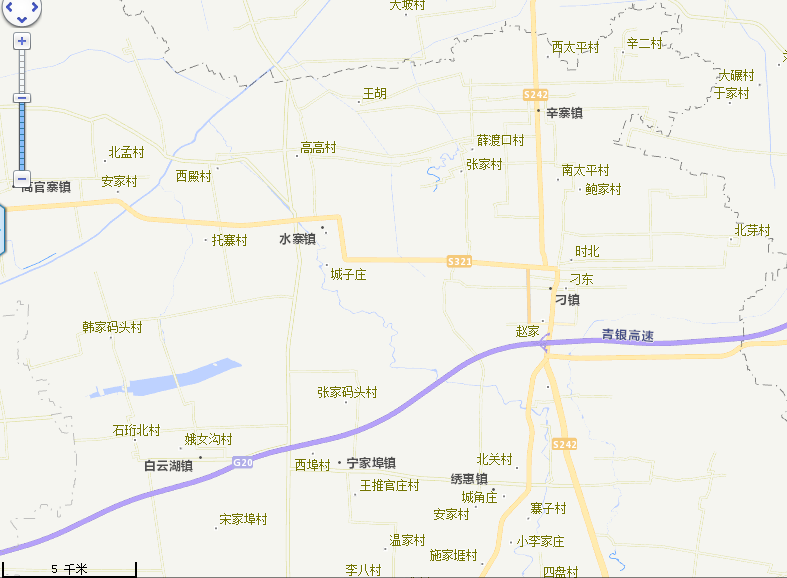 大坡村
西太平村
辛二村
大碾村
于家村
王胡
S242
辛寨镇
薛渡口村
高高村
北孟村
张家村
南太平村
西殿村
安家村
高官寨镇
鲍家村
北芽村
托寨村
水寨镇
时北
S321
城子庄
刁东
刁镇
韩家码头村
赵家
青银高速
张家码头村
石珩北村
娥女沟村
S242
白云湖镇
G20
西埠村
宁家埠镇
北关村
绣惠镇
王推官庄村
城角庄
安家村
寨子村
宋家埠村
温家村
小李家庄
施家堐村
5 千米
李八村
四盘村